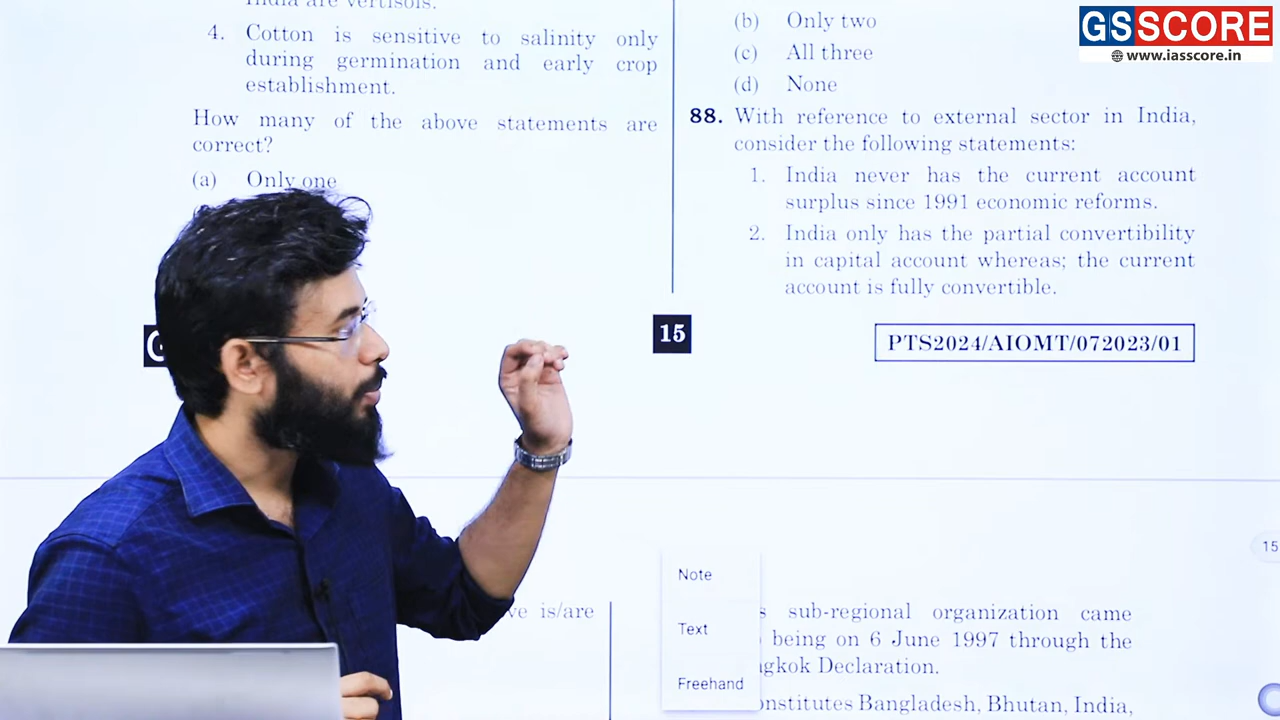 India are vertisols.
4. Cotton is sensitive to salinity only
during germination and early crop
establishment.
How many of the above statements are
correct?
(a) Only one
(b) Only two
(c) All three
(d) None
88. With reference to external sector in India,
consider the following statements:
1. India never has the current account
surplus since 1991 economic reforms.
2. India only has the partial convertibility
in capital account whereas; the current
account is fully convertible.
GSSCORE
www.iasscore.in
G
15
PTS2024/AIOMT/072023/01
15
Note
Text
Freehand
is/are
sub-regional organization came
being on 6 June 1997 through the
Declaration.
Bangladesh, Bhutan, India,